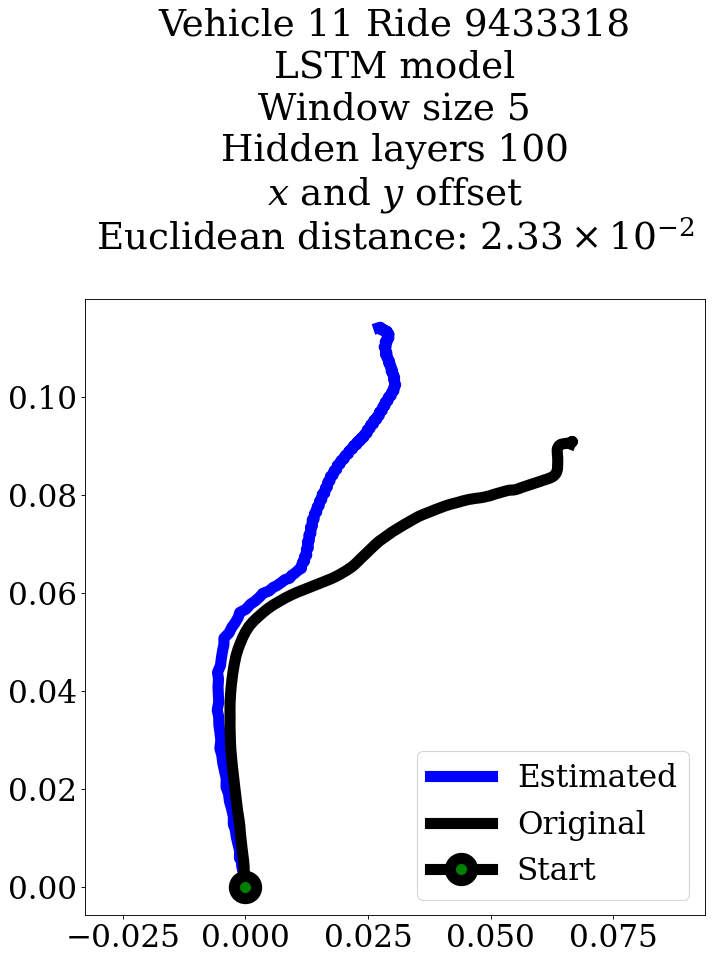 Vehicle 11 Ride 9433318
LSTM model
Window size 5
Hidden layers 100
x and y offset
Euclidean distance: 2.33 × 10⁻²
0.10
0.08
0.06
0.04
0.02
0.00
Estimated
Original
Start
−0.025 0.000 0.025 0.050 0.075